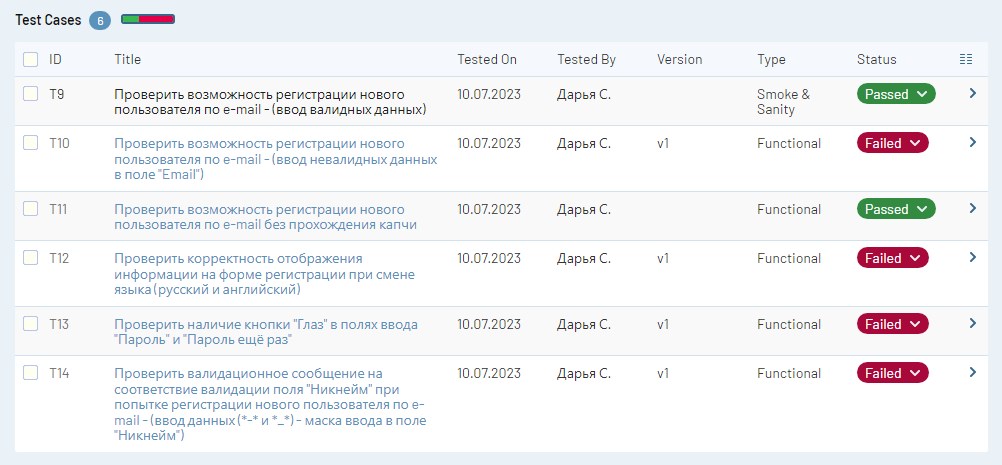 Test Cases 6
ID Title Tested On Tested By Version Type Status
T9 Проверить возможность регистрации нового 10.07.2023 Дарья С. Smoke & Passed
пользователя по e-mail - (ввод валидных данных) Sanity
T10 Проверить возможность регистрации нового 10.07.2023 Дарья С. v1 Functional Failed
пользователя по e-mail - (ввод невалидных данных
в поле "Email")
T11 Проверить возможность регистрации нового 10.07.2023 Дарья С. Functional Passed
пользователя по e-mail без прохождения капчи
T12 Проверить корректность отображения 10.07.2023 Дарья С. v1 Functional Failed
информации на форме регистрации при смене
языка (русский и английский)
T13 Проверить наличие кнопки "Глаз" в полях ввода 10.07.2023 Дарья С. v1 Functional Failed
"Пароль" и "Пароль ещё раз"
T14 Проверить валидационное сообщение на 10.07.2023 Дарья С. v1 Functional Failed
соответствие валидации поля "Никнейм" при
попытке регистрации нового пользователя по e-
mail - (ввод данных (*-* и *_*) - маска ввода в поле
"Никнейм")